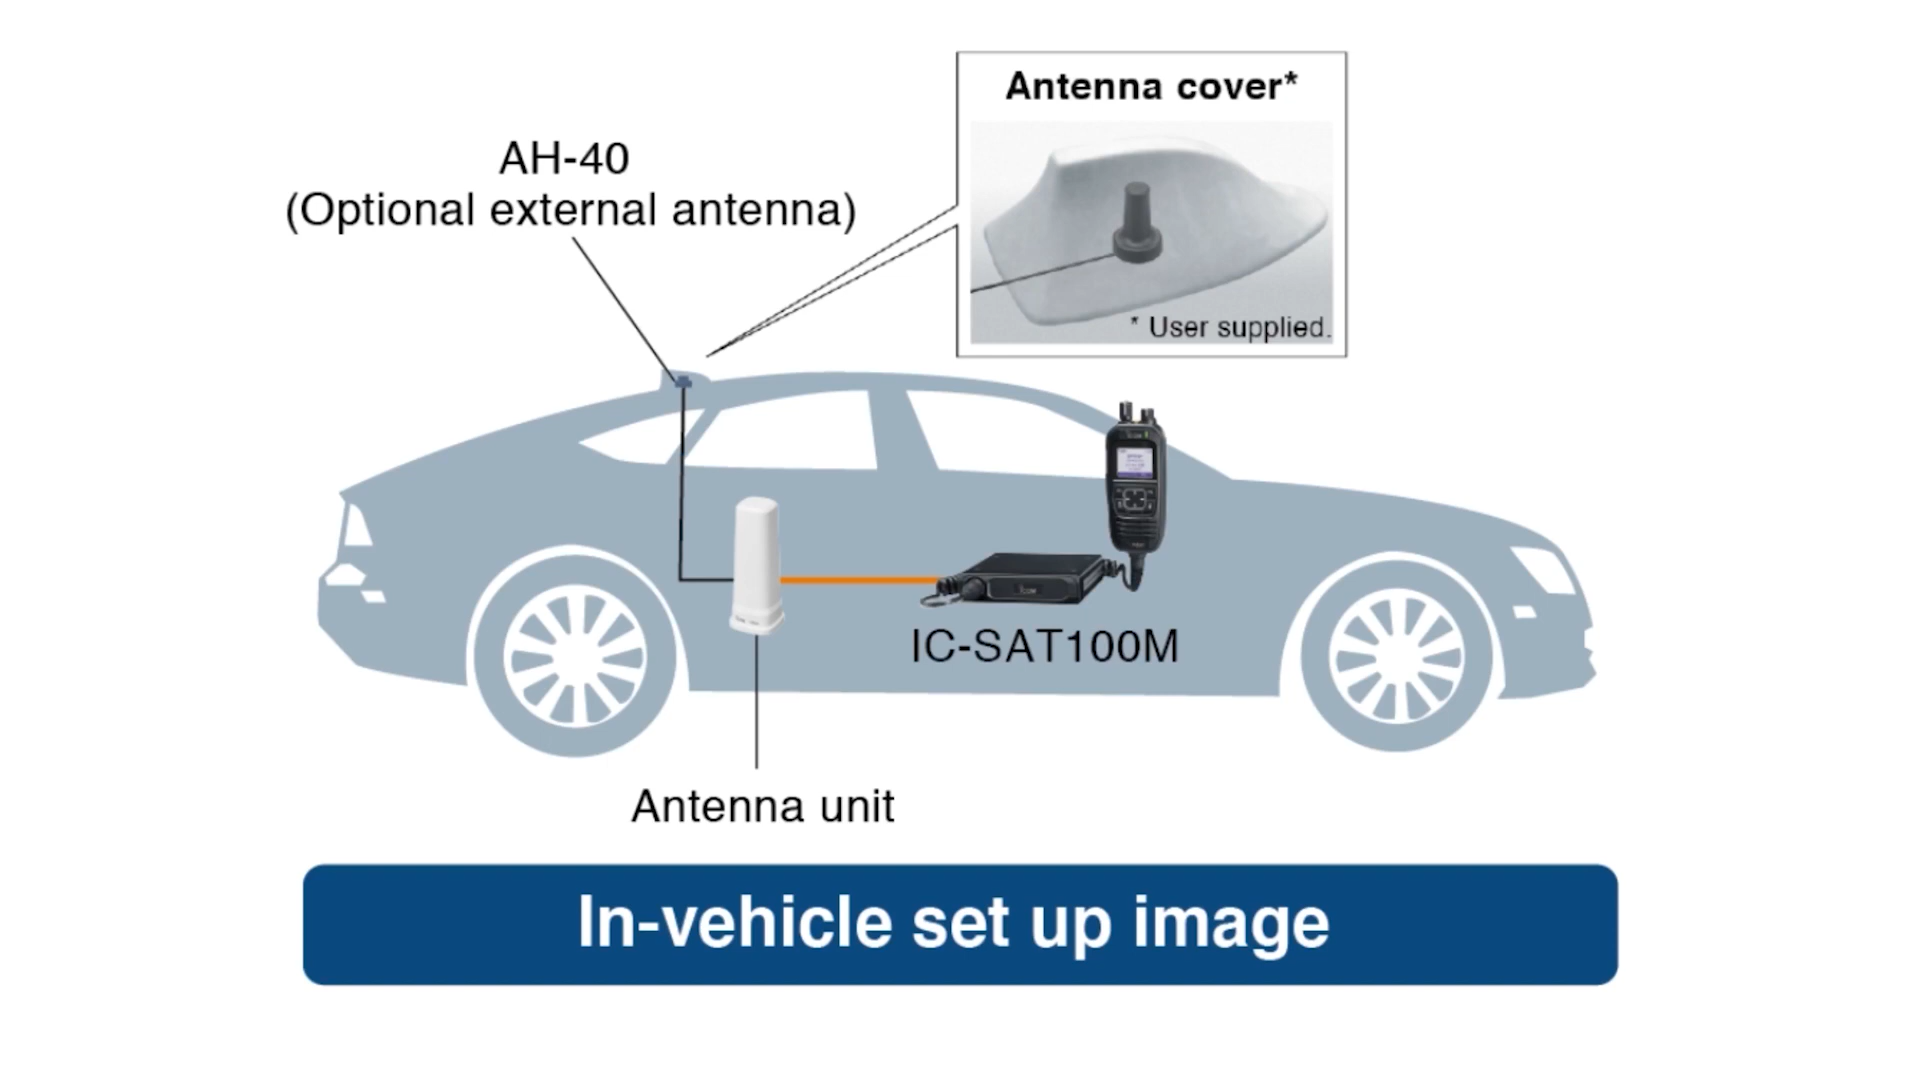 Antenna cover*
* User supplied.
AH-40
(Optional external antenna)
IC-SAT100M
Antenna unit
In-vehicle set up image